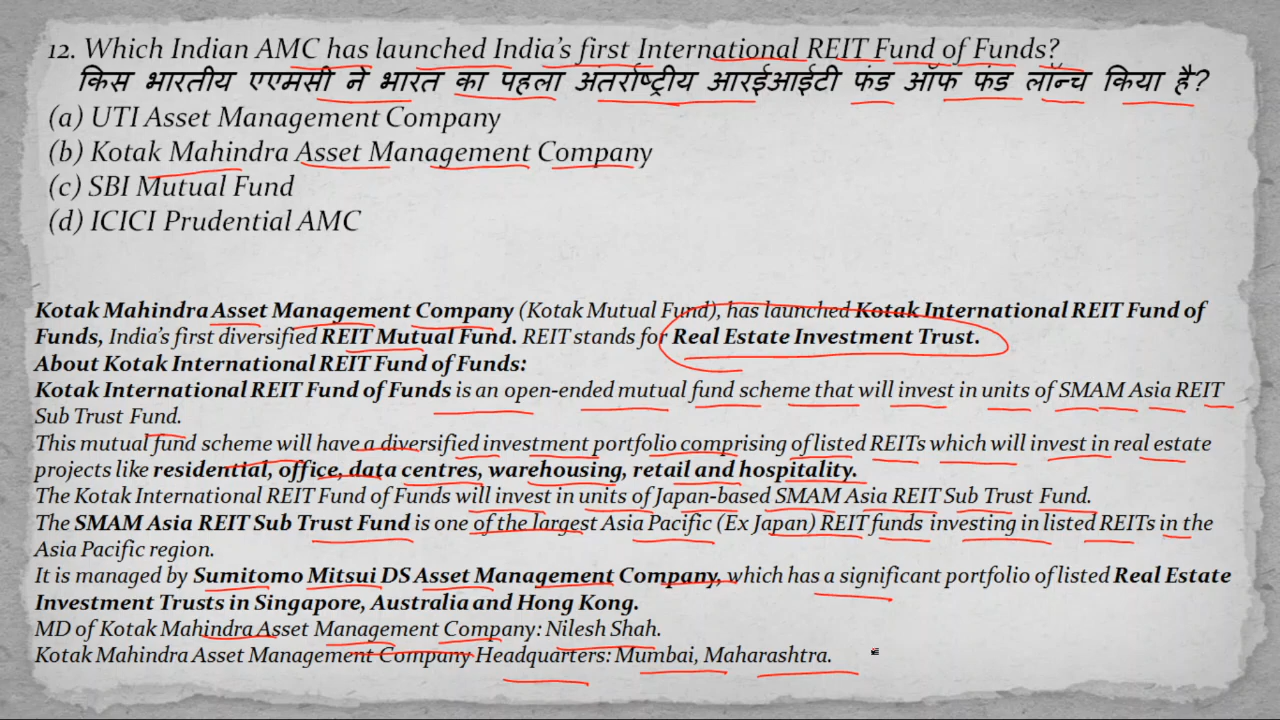 12. Which Indian AMC has launched India's first International REIT Fund of Funds?
किस भारतीय एएमसी ने भारत का पहला अंतर्राष्ट्रीय आरईआईटी फंड ऑफ फंड लॉन्च किया है?
(a) UTI Asset Management Company
(b) Kotak Mahindra Asset Management Company
(c) SBI Mutual Fund
(d) ICICI Prudential AMC
Kotak Mahindra Asset Management Company (Kotak Mutual Fund), has launched Kotak International REIT Fund of
Funds, India's first diversified REIT Mutual Fund. REIT stands for Real Estate Investment Trust.
About Kotak International REIT Fund of Funds:
Kotak International REIT Fund of Funds is an open-ended mutual fund scheme that will invest in units of SMAM Asia REIT
Sub Trust Fund.
This mutual fund scheme will have a diversified investment portfolio comprising of listed REITs which will invest in real estate
projects like residential, office, data centres, warehousing, retail and hospitality.
The Kotak International REIT Fund of Funds will invest in units of Japan-based SMAM Asia REIT Sub Trust Fund.
The SMAM Asia REIT Sub Trust Fund is one of the largest Asia Pacific (Ex Japan) REIT funds investing in listed REITs in the
Asia Pacific region.
It is managed by Sumitomo Mitsui DS Asset Management Company, which has a significant portfolio of listed Real Estate
Investment Trusts in Singapore, Australia and Hong Kong.
MD of Kotak Mahindra Asset Management Company: Nilesh Shah.
Kotak Mahindra Asset Management Company Headquarters: Mumbai, Maharashtra.